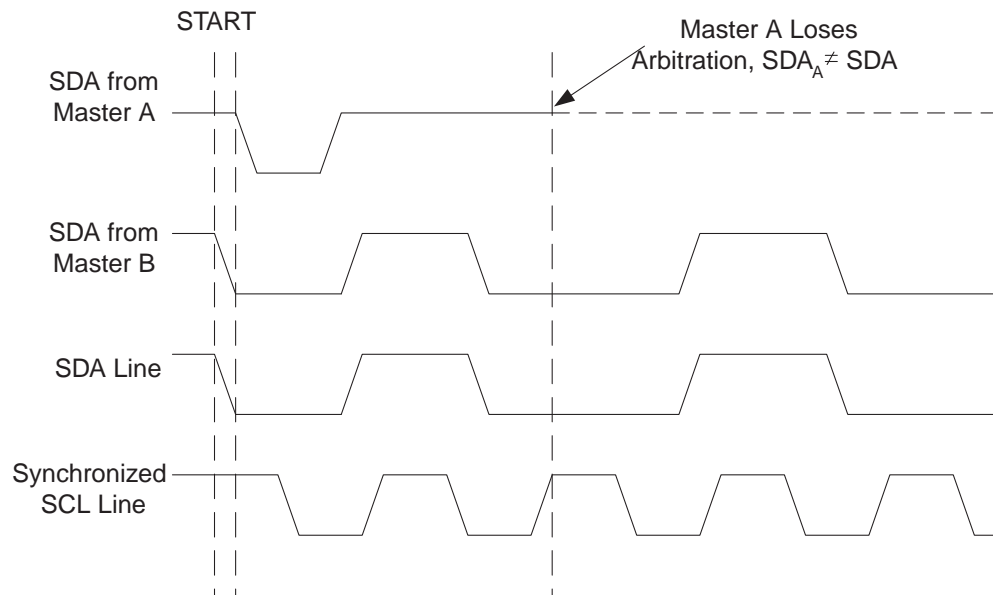 START
Master A Loses
Arbitration, SDA_A ≠ SDA
SDA from
Master A
SDA from
Master B
SDA Line
Synchronized
SCL Line